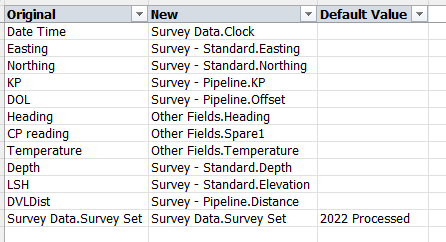 Original New Default Value
Date Time Survey Data.Clock
Easting Survey - Standard.Easting
Northing Survey - Standard.Northing
KP Survey - Pipeline.KP
DOL Survey - Pipeline.Offset
Heading Other Fields.Heading
CP reading Other Fields.Spare1
Temperature Other Fields.Temperature
Depth Survey - Standard.Depth
LSH Survey - Standard.Elevation
DVLDist Survey - Pipeline.Distance
Survey Data.Survey Set Survey Data.Survey Set 2022 Processed